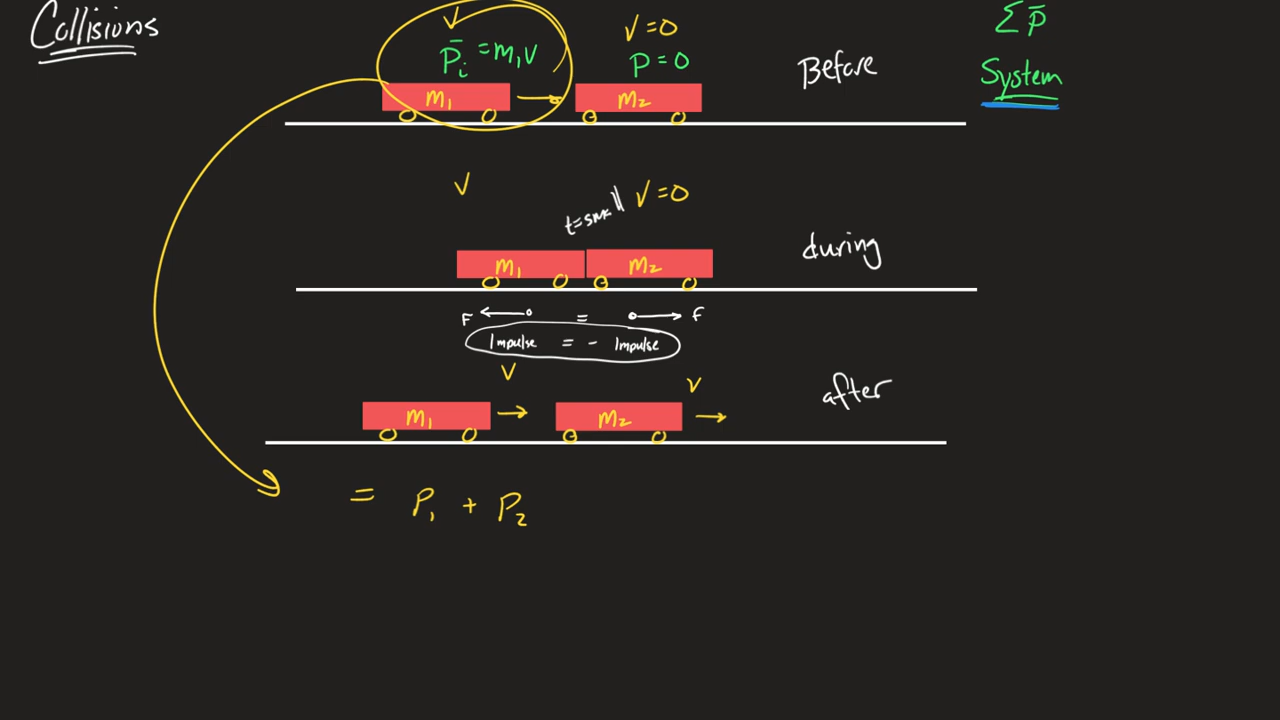 Collisions
V
V=0
Σp̄
P̄i = m₁V
P=0
Before
System
m₁
m₂
V
t=small
V=0
during
m₁
m₂
F
=
f
Impulse = - Impulse
V
V
after
m₁
m₂
= P₁ + P₂